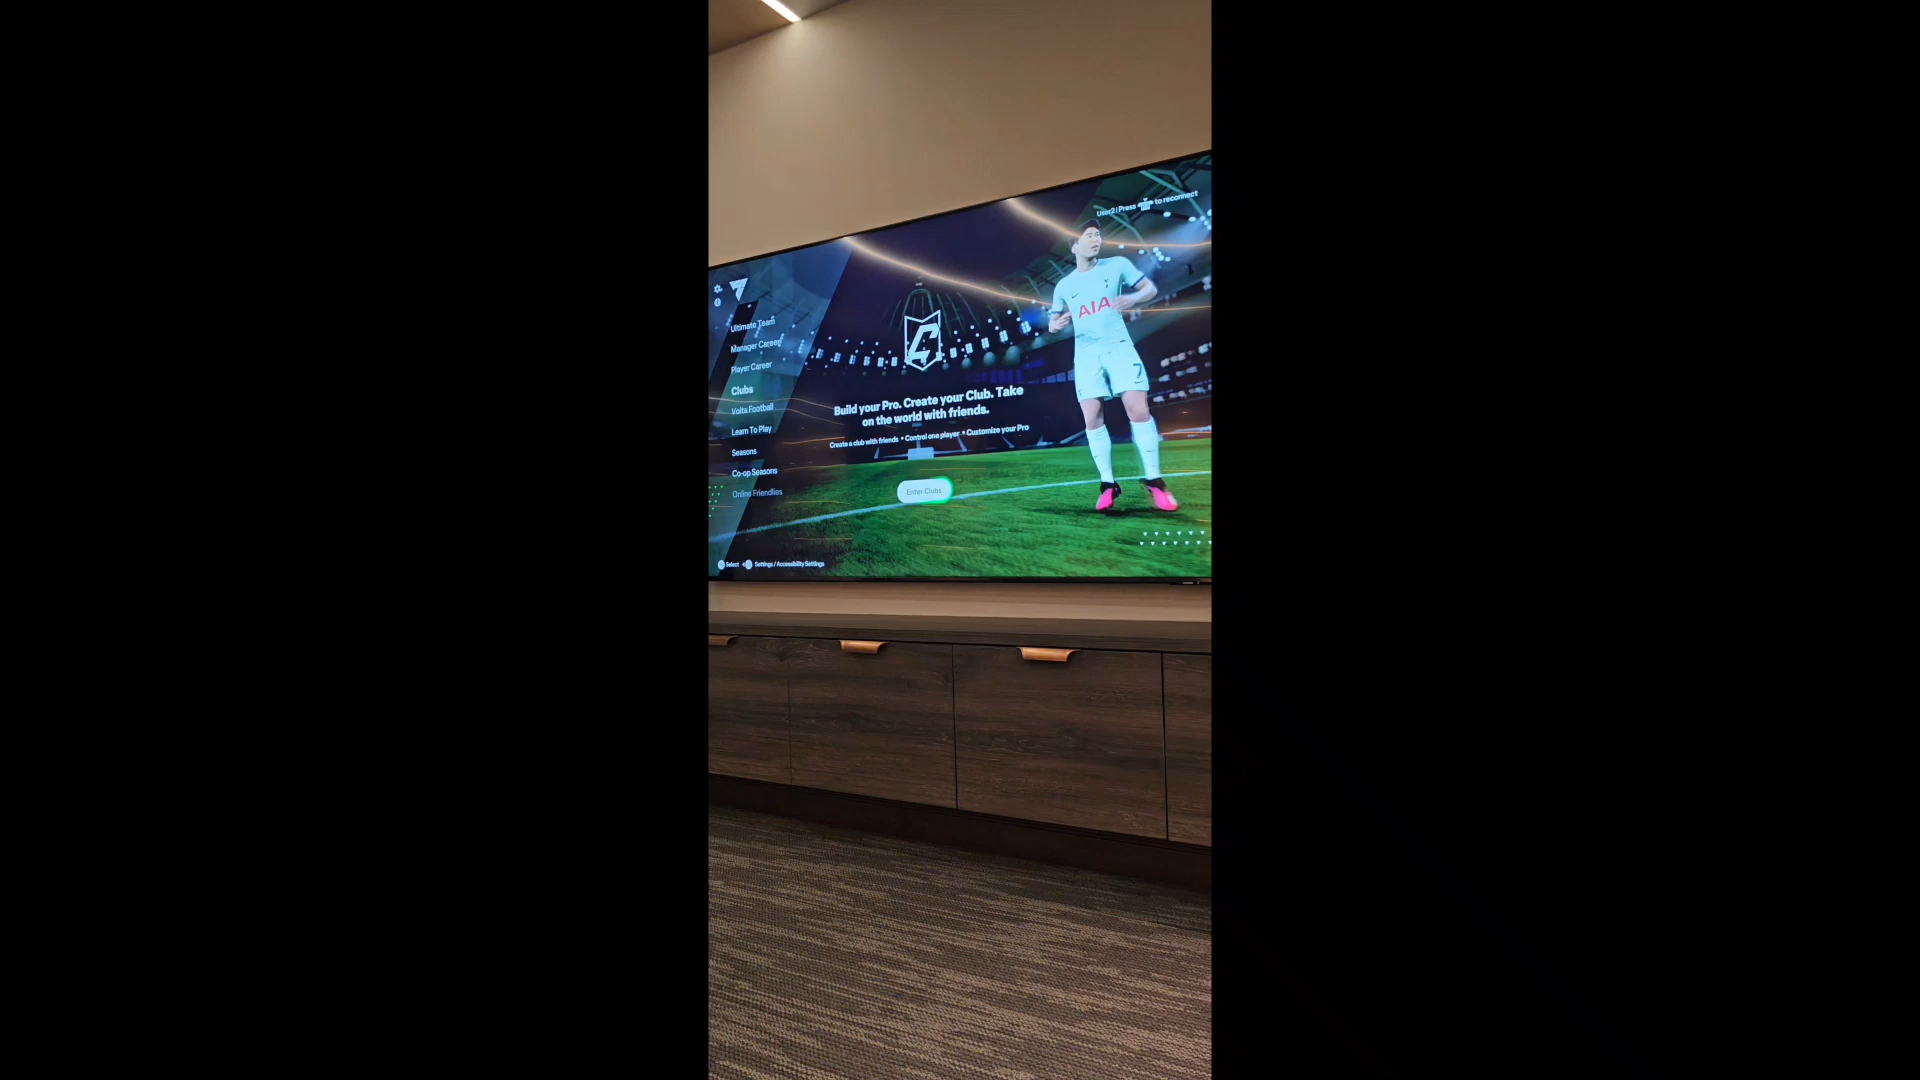 User2 | Press to reconnect
Ultimate Team
Manager Career
Player Career
Clubs
Volta Football
Learn To Play
Seasons
Co-op Seasons
Online Friendlies
Build your Pro. Create your Club. Take
on the world with friends.
Create a club with friends • Control one player • Customize your Pro
Enter Clubs
AIA
7
Select
Settings / Accessibility Settings